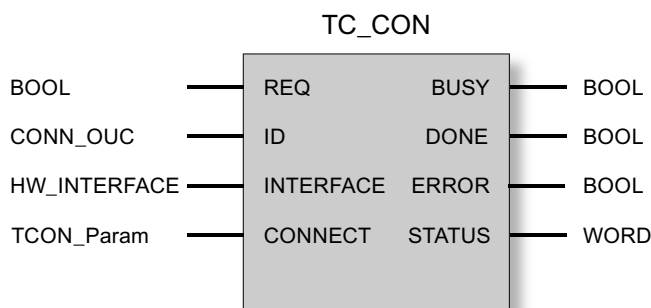 TC_CON
BOOL REQ BUSY BOOL
CONN_OUC ID DONE BOOL
HW_INTERFACE INTERFACE ERROR BOOL
TCON_Param CONNECT STATUS WORD